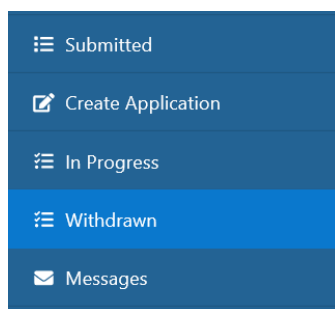 Submitted
Create Application
In Progress
Withdrawn
Messages